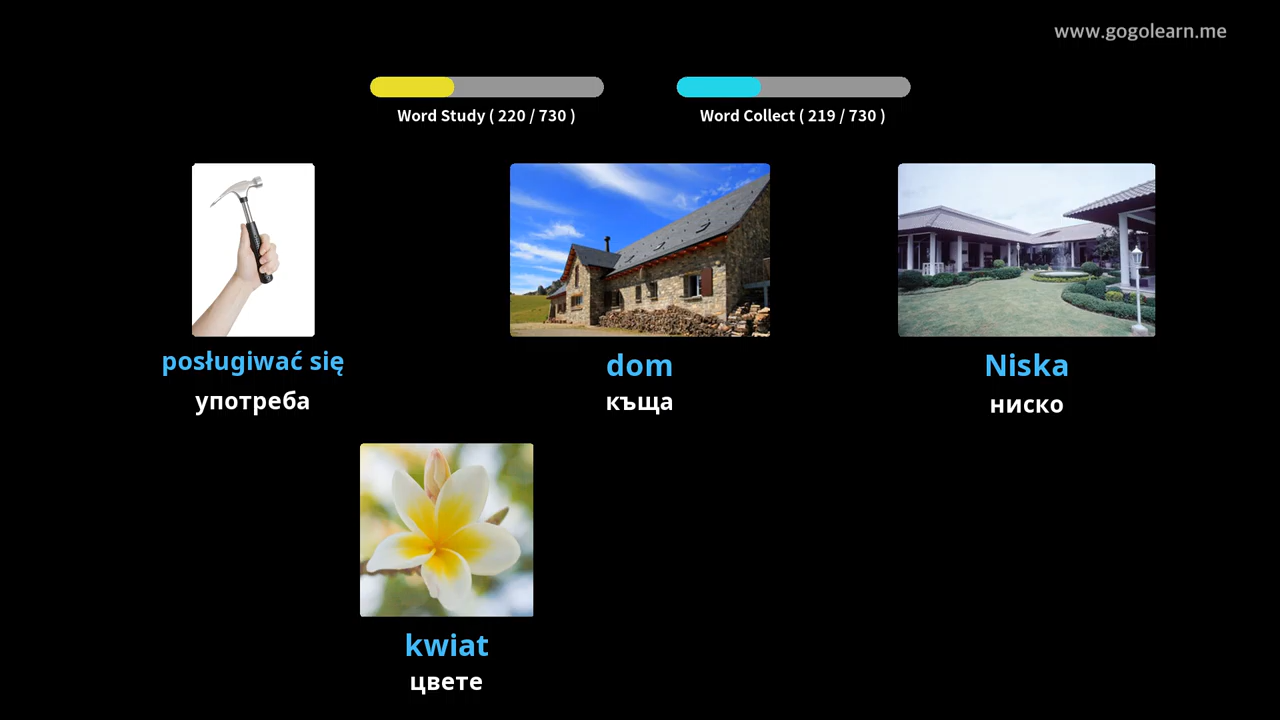 www.gogolearn.me
Word Study ( 220 / 730 )
Word Collect ( 219 / 730 )
posługiwać się
употреба
dom
къща
Niska
ниско
kwiat
цвете